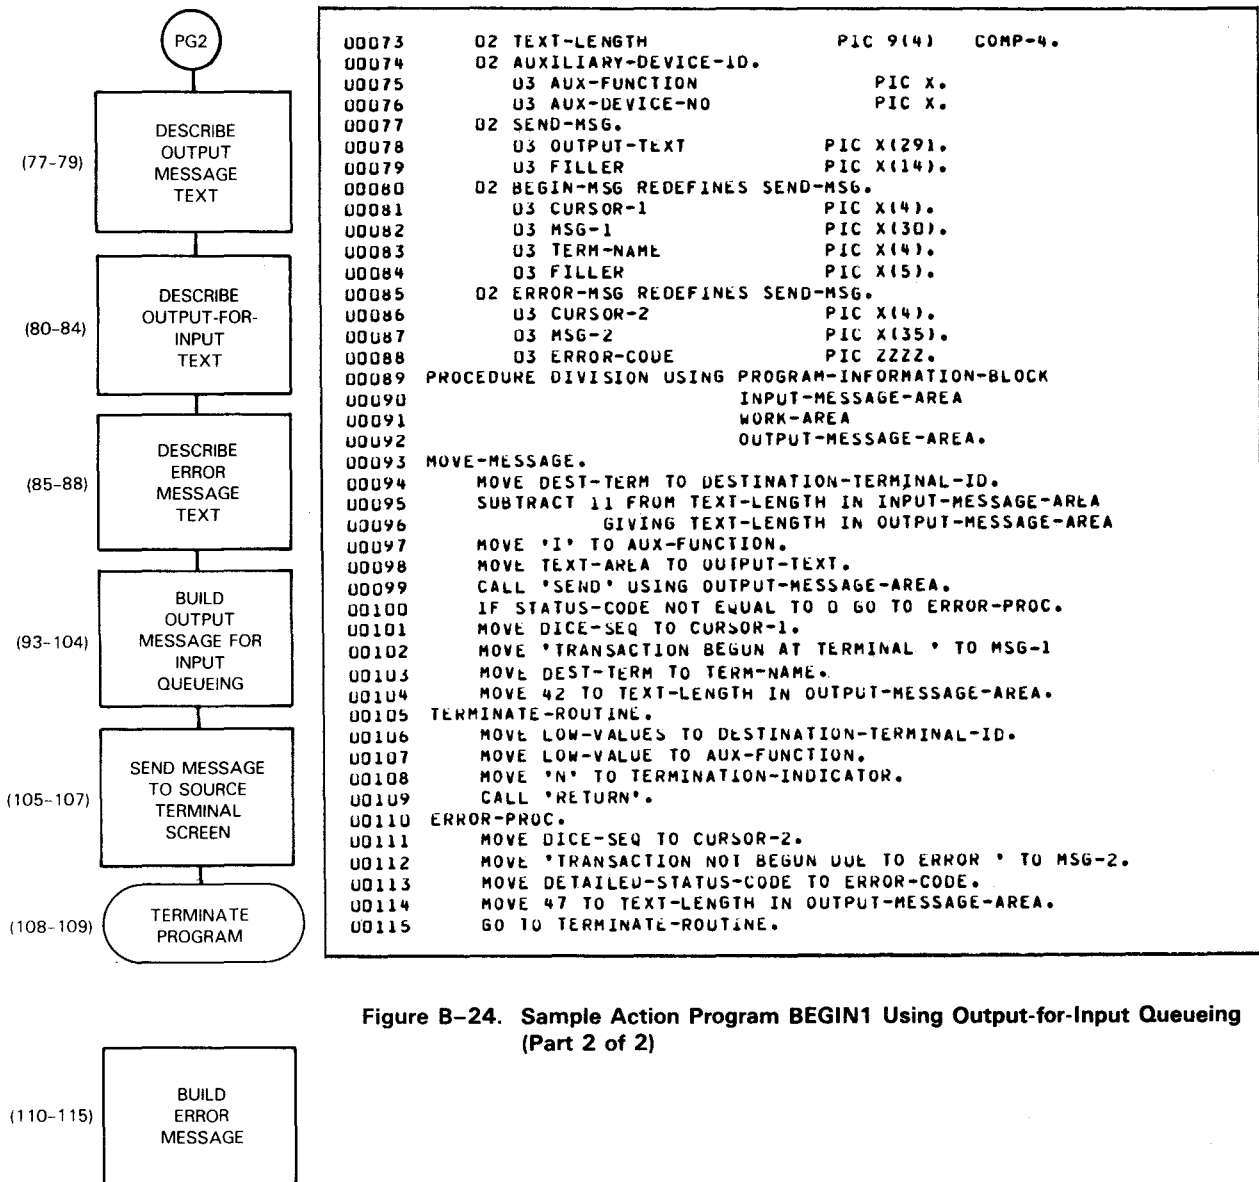 PG2
(77-79)
DESCRIBE
OUTPUT
MESSAGE
TEXT
(80-84)
DESCRIBE
OUTPUT-FOR-
INPUT
TEXT
(85-88)
DESCRIBE
ERROR
MESSAGE
TEXT
(93-104)
BUILD
OUTPUT
MESSAGE FOR
INPUT
QUEUEING
(105-107)
SEND MESSAGE
TO SOURCE
TERMINAL
SCREEN
(108-109)
TERMINATE
PROGRAM
00073 02 TEXT-LENGTH PIC 9(4) COMP-4.
00074 02 AUXILIARY-DEVICE-ID.
00075 03 AUX-FUNCTION PIC X.
00076 03 AUX-DEVICE-NO PIC X.
00077 02 SEND-MSG.
00078 03 OUTPUT-TEXT PIC X(29).
00079 03 FILLER PIC X(14).
00080 02 BEGIN-MSG REDEFINES SEND-MSG.
00081 03 CURSOR-1 PIC X(4).
00082 03 MSG-1 PIC X(30).
00083 03 TERM-NAME PIC X(4).
00084 03 FILLER PIC X(5).
00085 02 ERROR-MSG REDEFINES SEND-MSG.
00086 03 CURSOR-2 PIC X(4).
00087 03 MSG-2 PIC X(35).
00088 03 ERROR-CODE PIC ZZZZ.
00089 PROCEDURE DIVISION USING PROGRAM-INFORMATION-BLOCK
00090 INPUT-MESSAGE-AREA
00091 WORK-AREA
00092 OUTPUT-MESSAGE-AREA.
00093 MOVE-MESSAGE.
00094 MOVE DEST-TERM TO DESTINATION-TERMINAL-ID.
00095 SUBTRACT 11 FROM TEXT-LENGTH IN INPUT-MESSAGE-AREA
00096 GIVING TEXT-LENGTH IN OUTPUT-MESSAGE-AREA
00097 MOVE 'I' TO AUX-FUNCTION.
00098 MOVE TEXT-AREA TO OUTPUT-TEXT.
00099 CALL 'SEND' USING OUTPUT-MESSAGE-AREA.
00100 IF STATUS-CODE NOT EQUAL TO 0 GO TO ERROR-PROC.
00101 MOVE DICE-SEQ TO CURSOR-1.
00102 MOVE 'TRANSACTION BEGUN AT TERMINAL ' TO MSG-1
00103 MOVE DEST-TERM TO TERM-NAME.
00104 MOVE 42 TO TEXT-LENGTH IN OUTPUT-MESSAGE-AREA.
00105 TERMINATE-ROUTINE.
00106 MOVE LOW-VALUES TO DESTINATION-TERMINAL-ID.
00107 MOVE LOW-VALUE TO AUX-FUNCTION.
00108 MOVE 'N' TO TERMINATION-INDICATOR.
00109 CALL 'RETURN'.
00110 ERROR-PROC.
00111 MOVE DICE-SEQ TO CURSOR-2.
00112 MOVE 'TRANSACTION NOT BEGUN DUE TO ERROR ' TO MSG-2.
00113 MOVE DETAILED-STATUS-CODE TO ERROR-CODE.
00114 MOVE 47 TO TEXT-LENGTH IN OUTPUT-MESSAGE-AREA.
00115 GO TO TERMINATE-ROUTINE.
Figure B-24. Sample Action Program BEGIN1 Using Output-for-Input Queueing
(Part 2 of 2)
(110-115)
BUILD
ERROR
MESSAGE